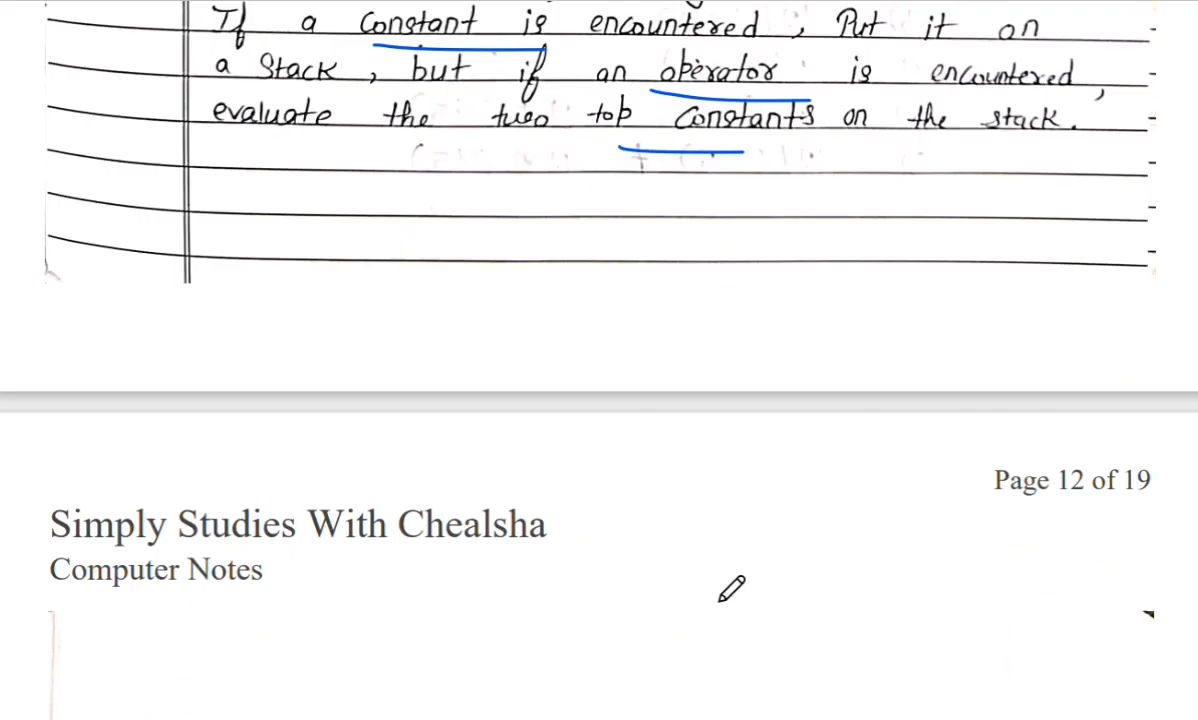 If a constant is encountered, Put it on
a Stack, but if an operator is encountered,
evaluate the two top constants on the stack.
Page 12 of 19
Simply Studies With Chealsha
Computer Notes